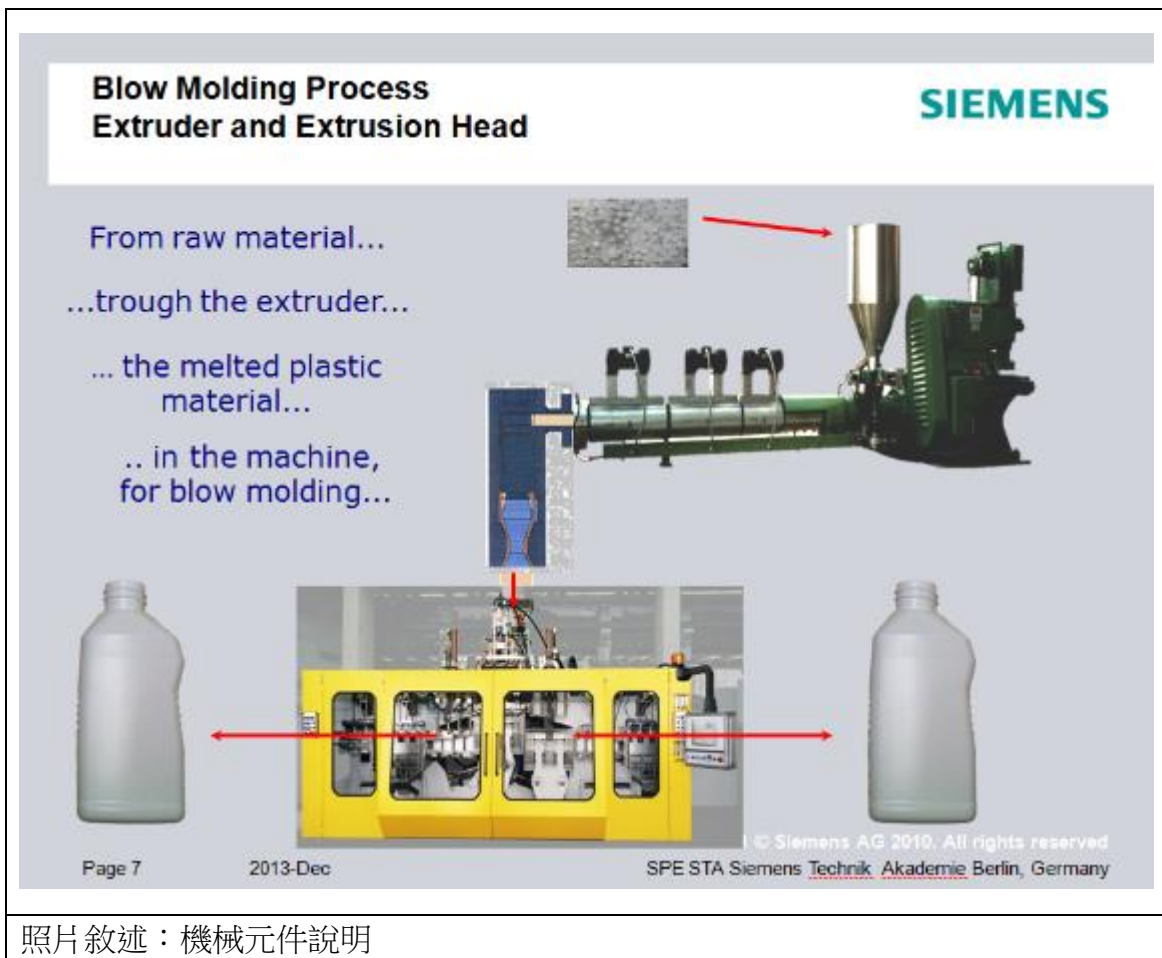 Blow Molding Process
Extruder and Extrusion Head
SIEMENS
From raw material...
...trough the extruder...
... the melted plastic
material...
.. in the machine,
for blow molding...
© Siemens AG 2010. All rights reserved
Page 7
2013-Dec
SPE STA Siemens Technik Akademie Berlin, Germany
照片敘述：機械元件說明